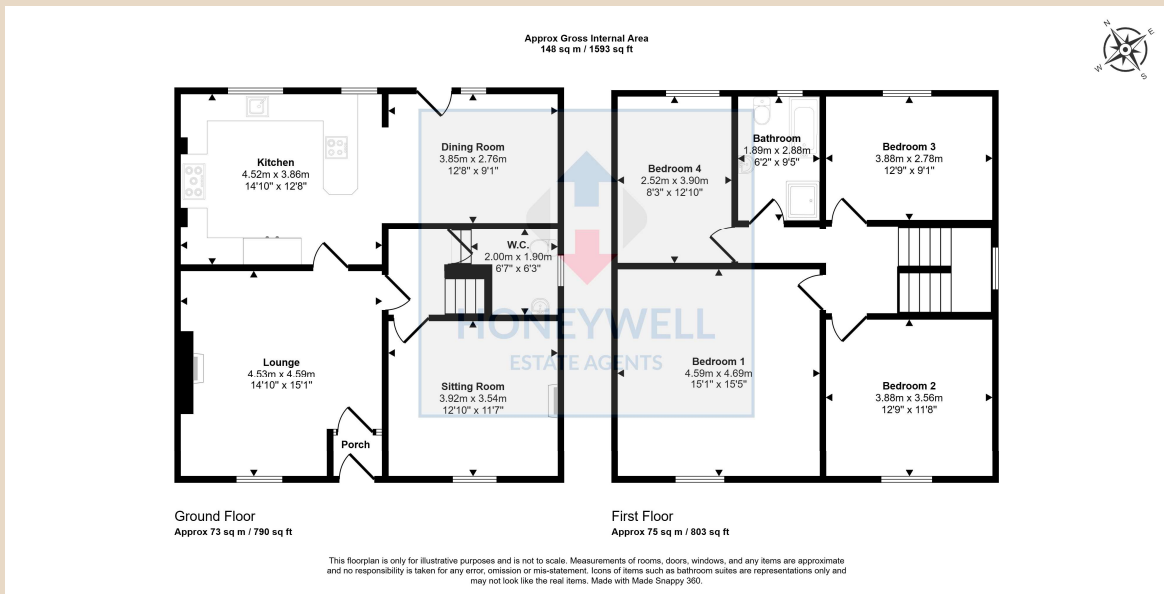 Approx Gross Internal Area
148 sq m / 1593 sq ft
N
E
S
W
Kitchen
4.52m x 3.86m
14'10" x 12'8"
Dining Room
3.85m x 2.76m
12'8" x 9'1"
W.C.
2.00m x 1.90m
6'7" x 6'3"
Lounge
4.53m x 4.59m
14'10" x 15'1"
Porch
Sitting Room
3.92m x 3.54m
12'10" x 11'7"
Bedroom 4
2.52m x 3.90m
8'3" x 12'10"
Bathroom
1.89m x 2.88m
6'2" x 9'5"
Bedroom 3
3.88m x 2.78m
12'9" x 9'1"
Bedroom 1
4.59m x 4.69m
15'1" x 15'5"
Bedroom 2
3.88m x 3.56m
12'9" x 11'8"
HONEYWELL
ESTATE AGENTS
Ground Floor
Approx 73 sq m / 790 sq ft
First Floor
Approx 75 sq m / 803 sq ft
This floorplan is only for illustrative purposes and is not to scale. Measurements of rooms, doors, windows, and any items are approximate
and no responsibility is taken for any error, omission or mis-statement. Icons of items such as bathroom suites are representations only and
may not look like the real items. Made with Made Snappy 360.